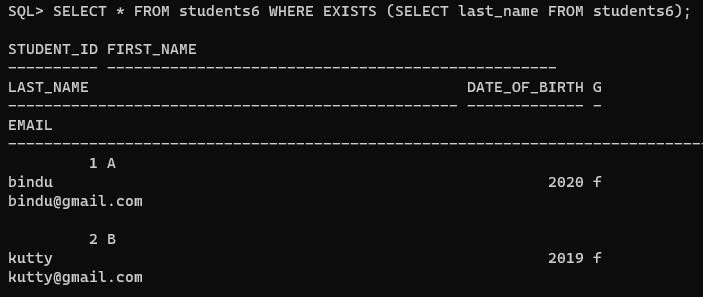 SQL> SELECT * FROM students6 WHERE EXISTS (SELECT last_name FROM students6);
STUDENT_ID FIRST_NAME
---------- --------------------------------------------------
LAST_NAME                                          DATE_OF_BIRTH G
-------------------------------------------------- ------------- -
EMAIL
--------------------------------------------------------------------------------
         1 A
bindu                                                       2020 f
bindu@gmail.com
         2 B
kutty                                                       2019 f
kutty@gmail.com